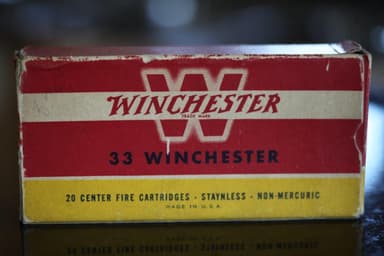 W
WINCHESTER
TRADE MARK
33 WINCHESTER
20 CENTER FIRE CARTRIDGES - STAYNLESS - NON-MERCURIC
MADE IN U.S.A.